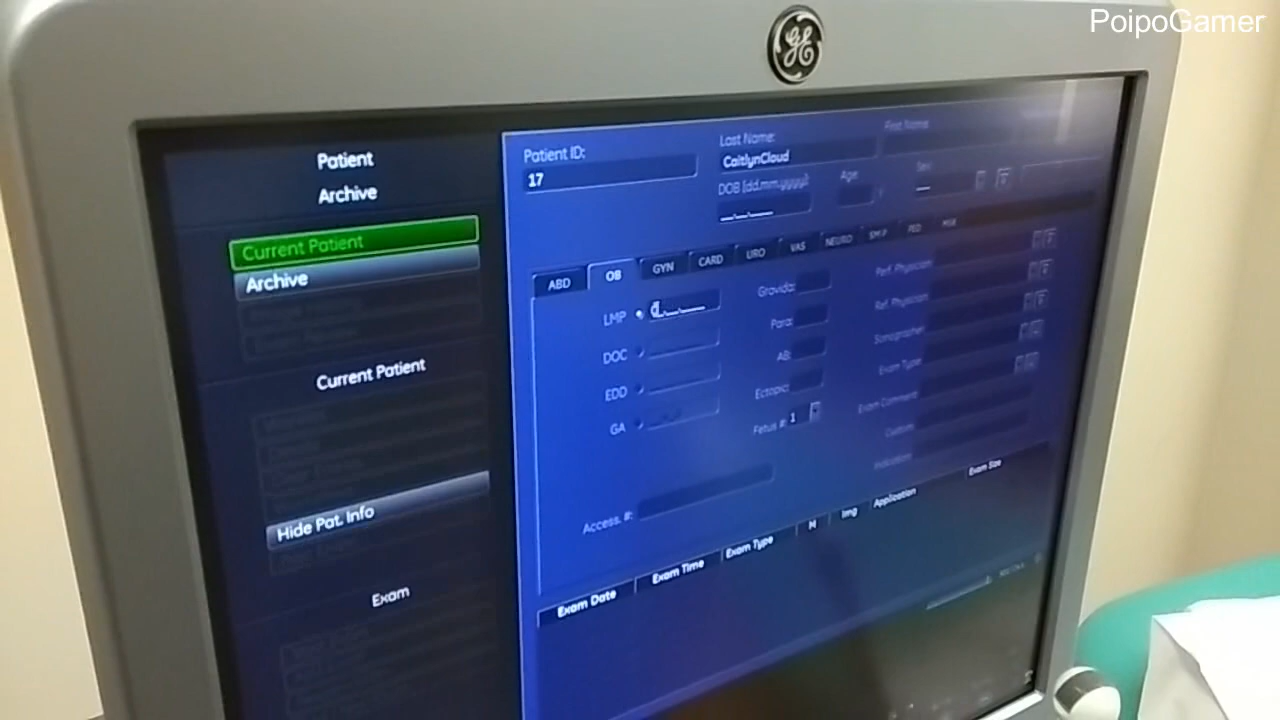 PoipoGamer
GE
Patient
Archive
Current Patient
Archive
Current Patient
Hide Pat. Info
Exam
Patient ID:
17
Last Name:
CaitlynCloud
First Name:
DOB [dd.mm.yyyy]
Age:
Sex:
ABD OB GYN CARD URO VAS NEURO SM P PED MSK
LMP
DOC
EDD
GA
Gravida:
Para:
AB:
Ectopic:
Fetus #: 1
Perf. Physician:
Ref. Physician:
Sonographer:
Exam Type:
Exam Comment:
Custom:
Indication:
Access. #:
Exam Date Exam Time Exam Type M Img Application Exam Size